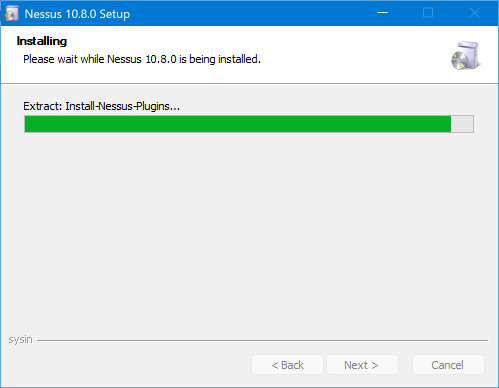 Nessus 10.8.0 Setup
Installing
Please wait while Nessus 10.8.0 is being installed.
Extract: Install-Nessus-Plugins...
sysin
< Back
Next >
Cancel